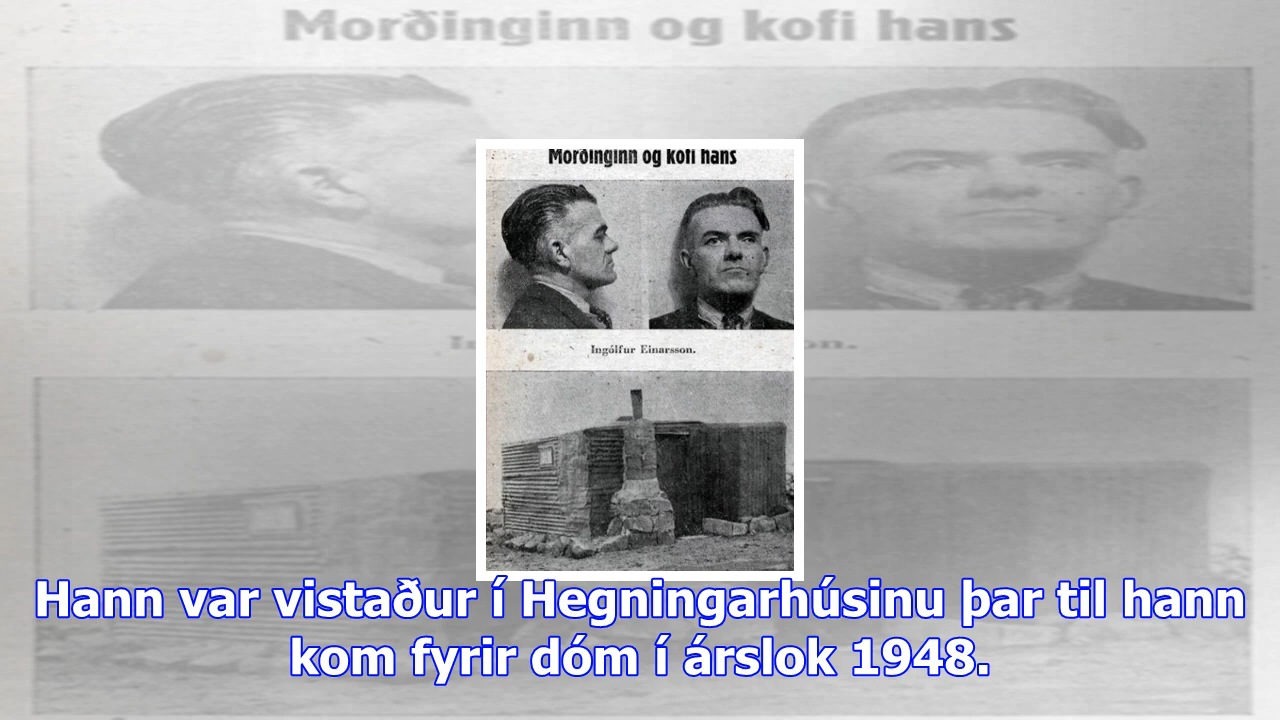 Morðinginn og kofi hans
Morðinginn og kofi hans
Ingólfur Einarsson.
Hann var vistaður í Hegningarhúsinu þar til hann
kom fyrir dóm í árslok 1948.